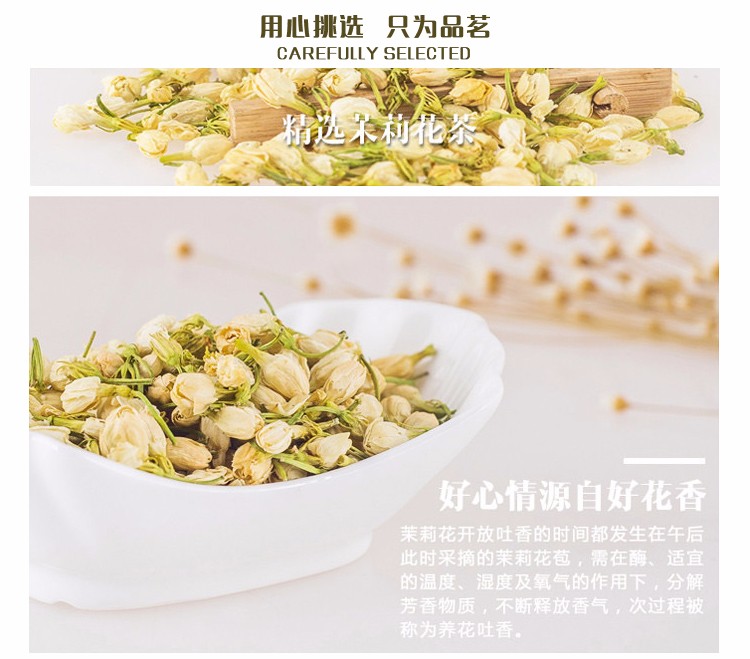 用心挑选 只为品茗
CAREFULLY SELECTED
精选茉莉花茶
好心情源自好花香
茉莉花开放吐香的时间都发生在午后
此时采摘的茉莉花苞，需在酶、适宜
的温度、湿度及氧气的作用下，分解
芳香物质，不断释放香气，次过程被
称为养花吐香。